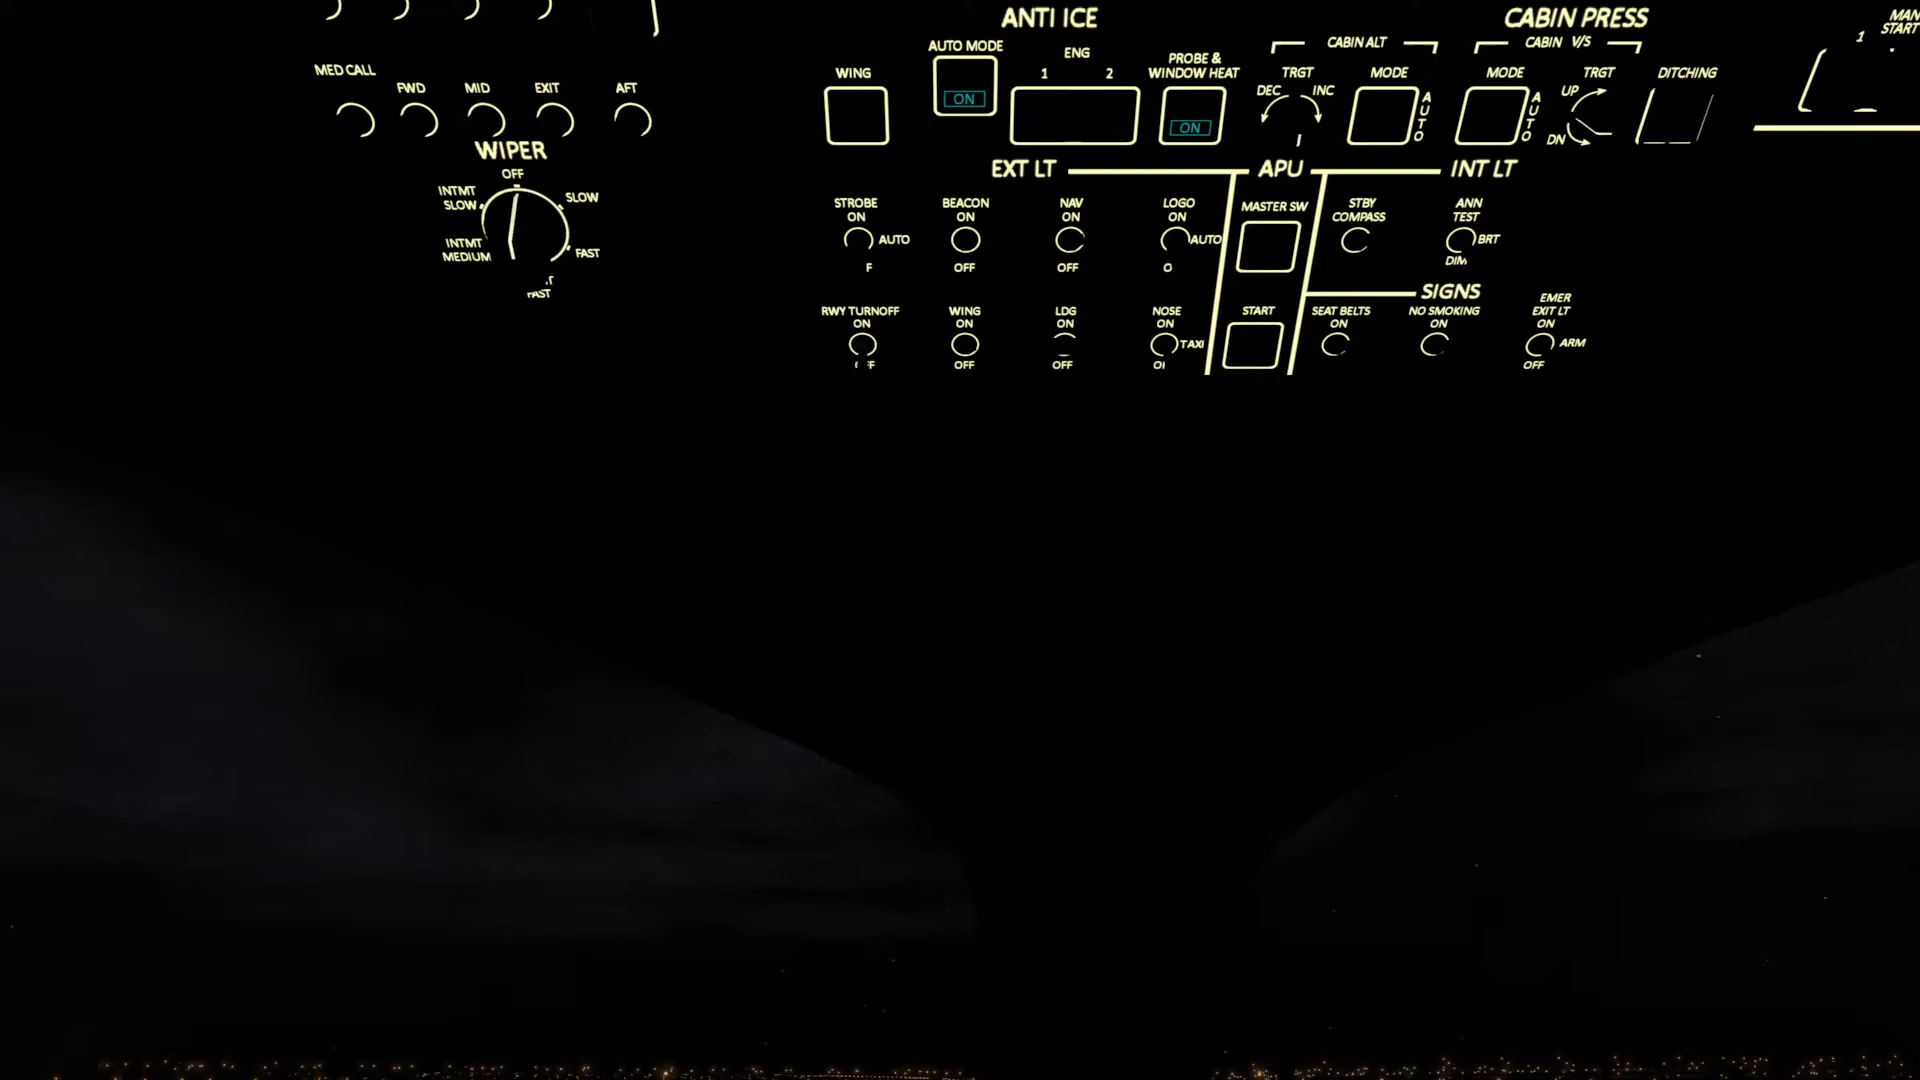 ANTI ICE
CABIN PRESS
MAN
START
1
AUTO MODE
ON
ENG
1 2
WING
PROBE &
WINDOW HEAT
ON
CABIN ALT
TRGT
DEC INC
MODE
AUTO
CABIN V/S
MODE
AUTO
TRGT
UP
DN
DITCHING
MED CALL
FWD
MID
EXIT
AFT
WIPER
OFF
INTMT
SLOW
SLOW
INTMT
MEDIUM
FAST
FAST
EXT LT
APU
INT LT
STROBE
ON
AUTO
BEACON
ON
OFF
NAV
ON
OFF
LOGO
ON
AUTO
MASTER SW
STBY
COMPASS
ANN
TEST
BRT
DIM
SIGNS
RWY TURNOFF
ON
WING
ON
OFF
LDG
ON
OFF
NOSE
ON
TAXI
START
SEAT BELTS
ON
NO SMOKING
ON
EMER
EXIT LT
ON
ARM
OFF